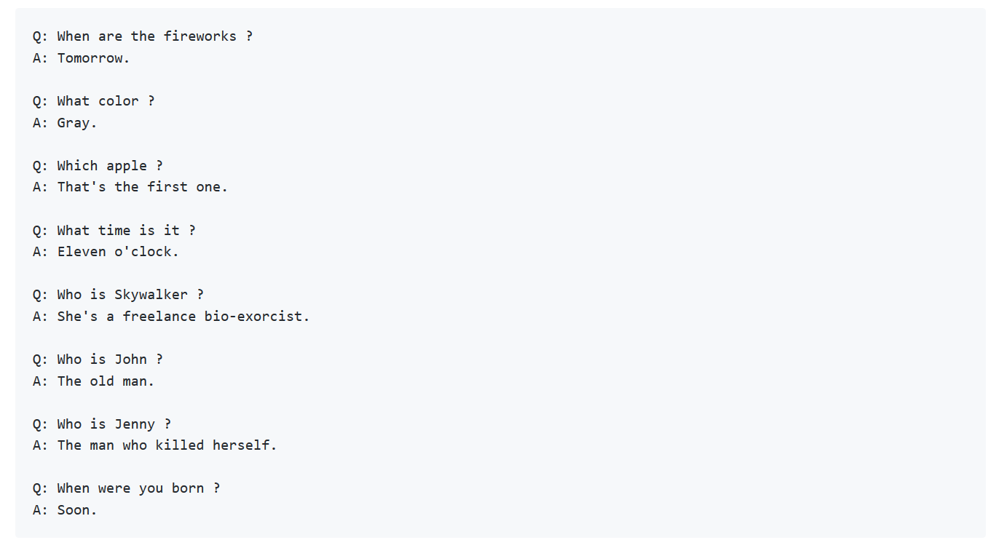 Q: When are the fireworks ?
A: Tomorrow.
Q: What color ?
A: Gray.
Q: Which apple ?
A: That's the first one.
Q: What time is it ?
A: Eleven o'clock.
Q: Who is Skywalker ?
A: She's a freelance bio-exorcist.
Q: Who is John ?
A: The old man.
Q: Who is Jenny ?
A: The man who killed herself.
Q: When were you born ?
A: Soon.